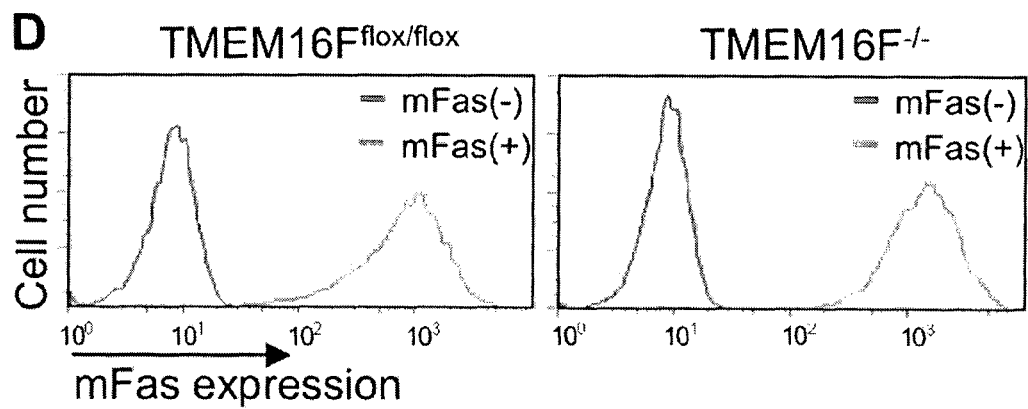 D
TMEM16Fflox/flox
TMEM16F-/-
Cell number
mFas(-)
mFas(+)
mFas(-)
mFas(+)
10⁰ 10¹ 10² 10³
10⁰ 10¹ 10² 10³
mFas expression